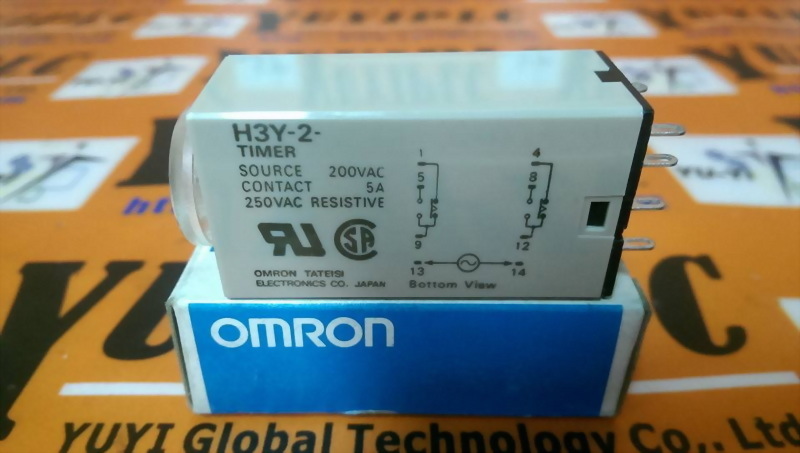 H3Y-2-
TIMER
SOURCE 200VAC
CONTACT 5A
250VAC RESISTIVE
SA
OMRON TATEISI
ELECTRONICS CO. JAPAN
1 4
5 8
9 12
13 14
Bottom View
OMRON
YUYI Global Technology Co,. Ltd